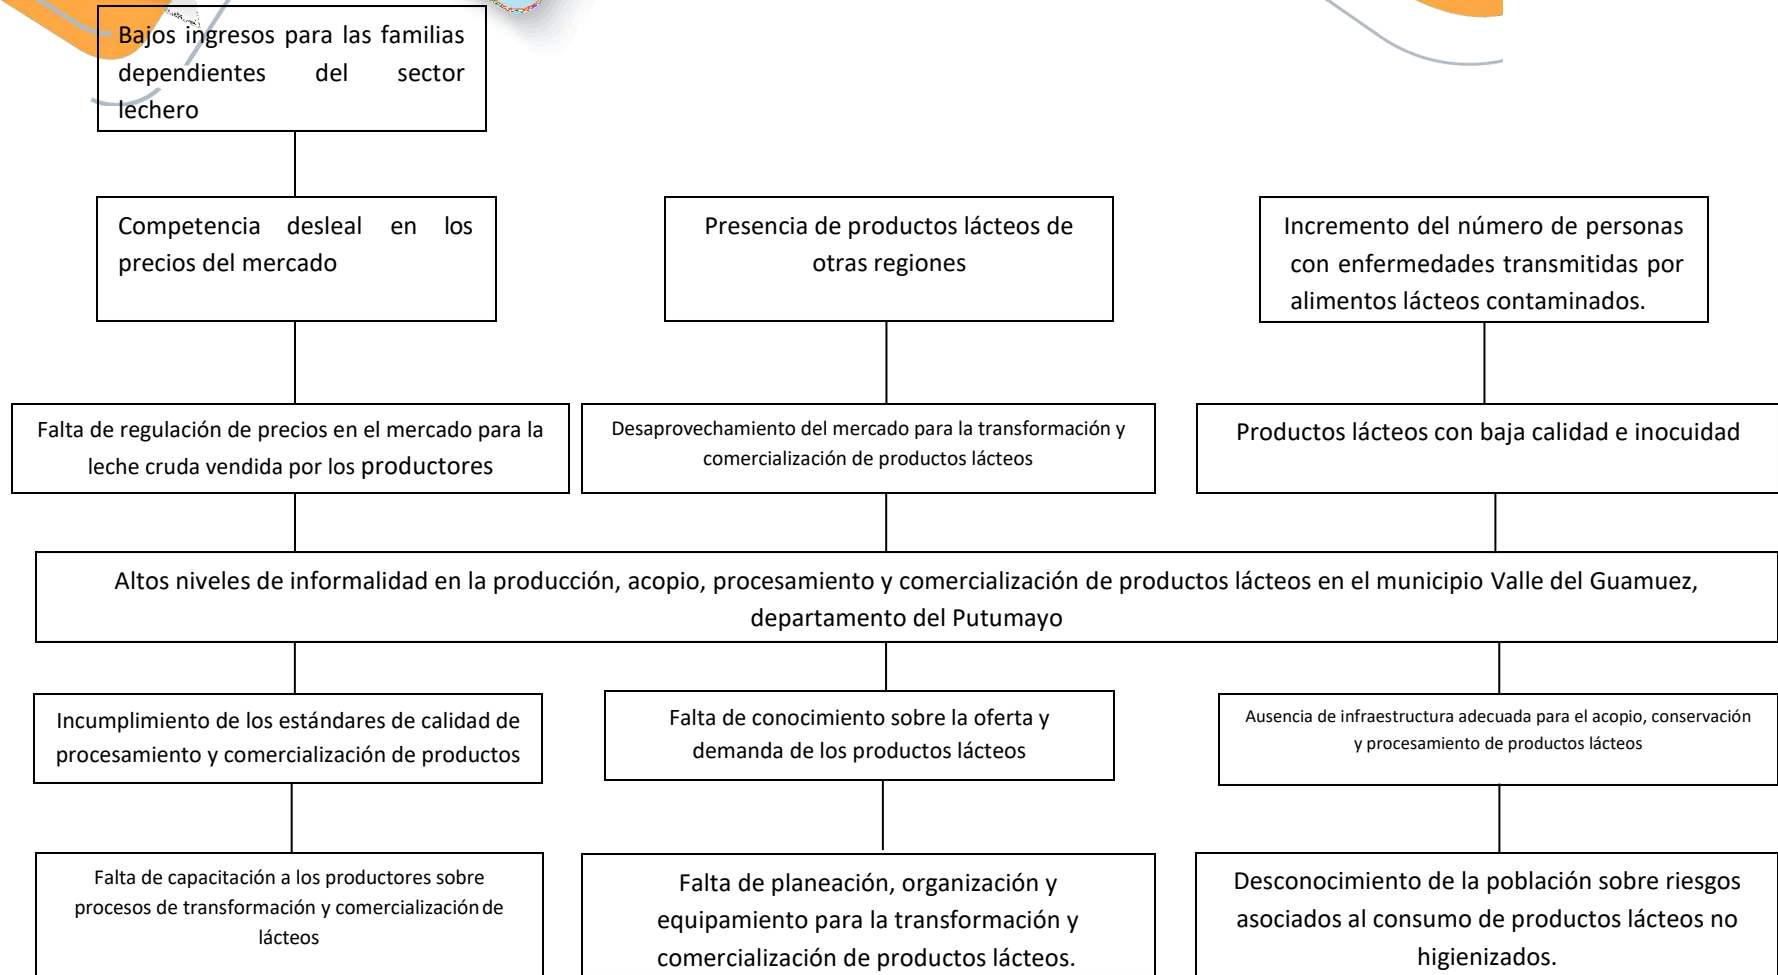 Bajos ingresos para las familias
dependientes del sector
lechero
Competencia desleal en los
precios del mercado
Presencia de productos lácteos de
otras regiones
Incremento del número de personas
con enfermedades transmitidas por
alimentos lácteos contaminados.
Falta de regulación de precios en el mercado para la
leche cruda vendida por los productores
Desaprovechamiento del mercado para la transformación y
comercialización de productos lácteos
Productos lácteos con baja calidad e inocuidad
Altos niveles de informalidad en la producción, acopio, procesamiento y comercialización de productos lácteos en el municipio Valle del Guamuez,
departamento del Putumayo
Incumplimiento de los estándares de calidad de
procesamiento y comercialización de productos
Falta de conocimiento sobre la oferta y
demanda de los productos lácteos
Ausencia de infraestructura adecuada para el acopio, conservación
y procesamiento de productos lácteos
Falta de capacitación a los productores sobre
procesos de transformación y comercialización de
lácteos
Falta de planeación, organización y
equipamiento para la transformación y
comercialización de productos lácteos.
Desconocimiento de la población sobre riesgos
asociados al consumo de productos lácteos no
higienizados.